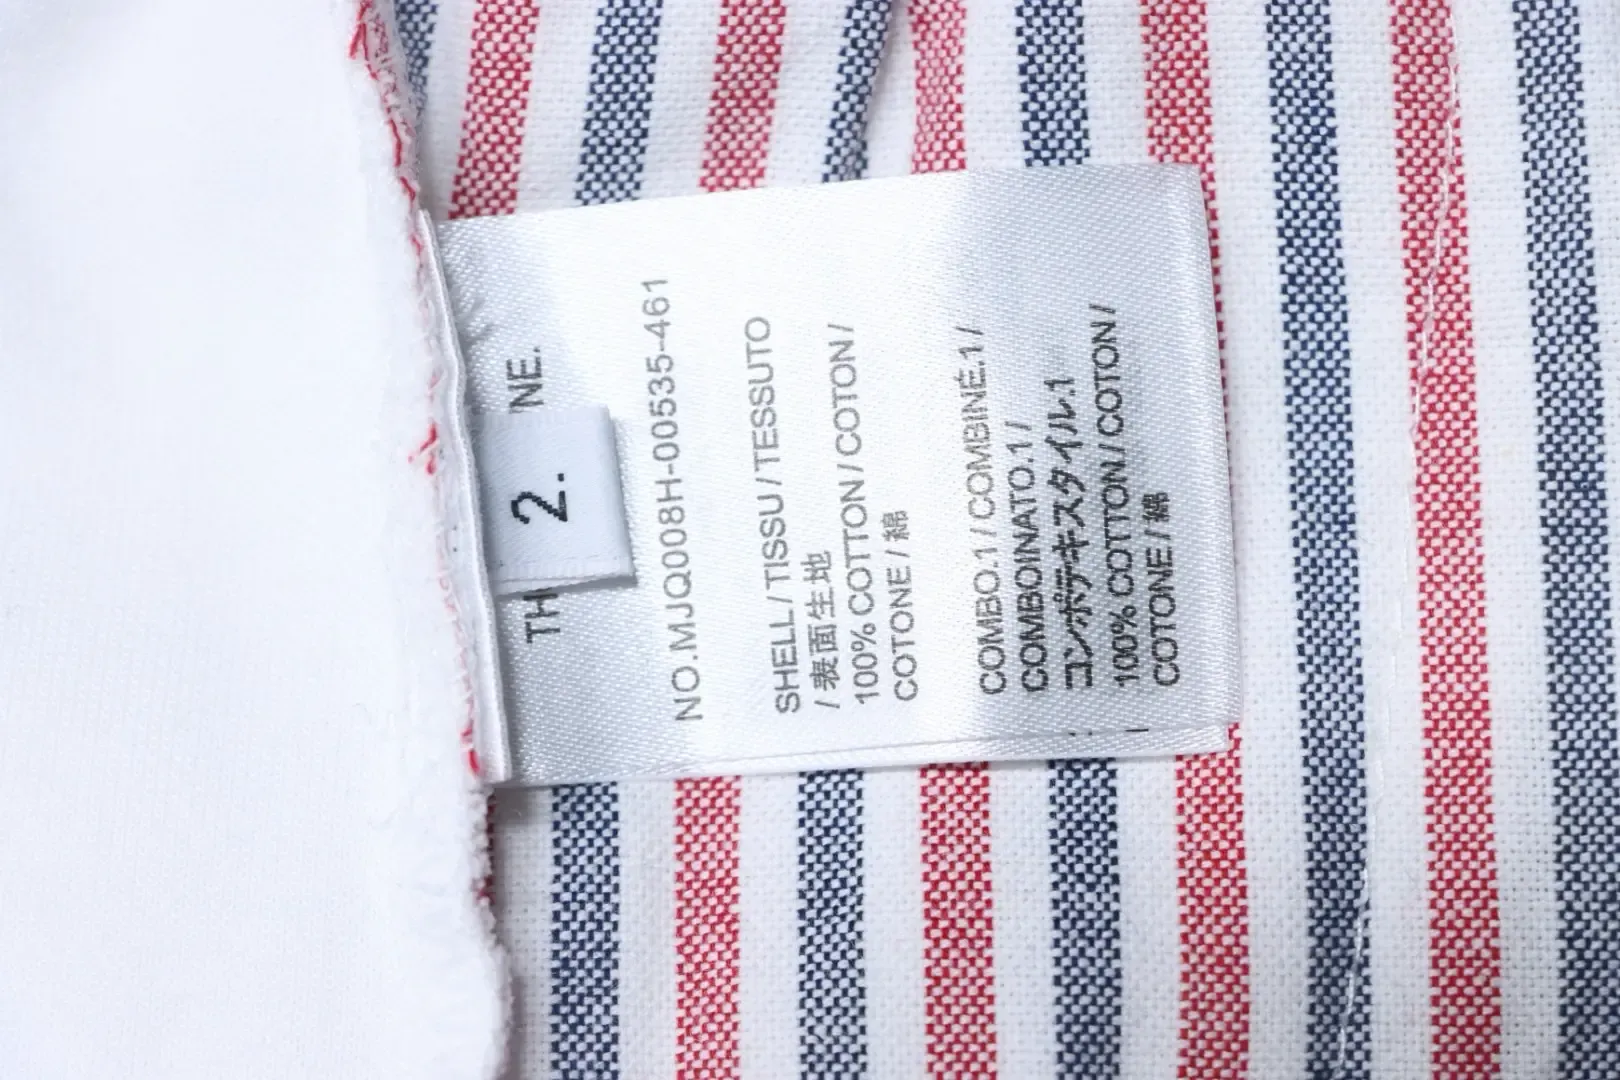 2.
TH
NE.
NO.MJQ008H-00535-461
SHELL / TISSU / TESSUTO
/ 表面生地
100% COTTON / COTON /
COTONE / 綿
COMBO.1 / COMBINÉ.1 /
COMBOINATO.1 /
コンボテキスタイル.1
100% COTTON / COTON /
COTONE / 綿